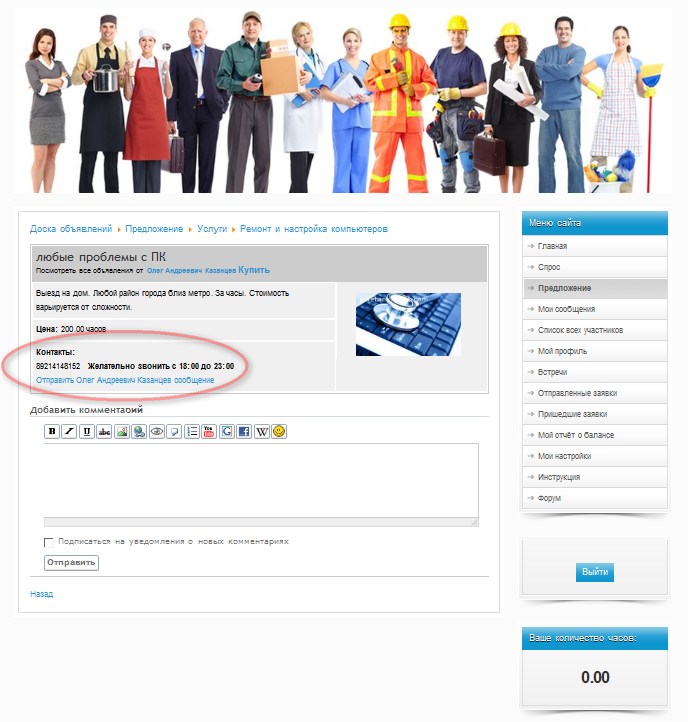 Доска объявлений Предложение Услуги Ремонт и настройка компьютеров
любые проблемы с ПК
Посмотреть все объявления от Олег Андреевич Казанцев Купить
Выезд на дом. Любой район города близ метро. За часы. Стоимость
варьируется от сложности.
Цена: 200.00 часов
Контакты:
89214148152 Желательно звонить с 18:00 до 23:00
Отправить Олег Андреевич Казанцев сообщение
Добавить комментарий
B I U abc You Tube G f W
Подписаться на уведомления о новых комментариях
Отправить
Назад
Меню сайта
Главная
Спрос
Предложение
Мои сообщения
Список всех участников
Мой профиль
Встречи
Отправленные заявки
Пришедшие заявки
Мой отчёт о балансе
Мои настройки
Инструкция
Форум
Выйти
Ваше количество часов:
0.00